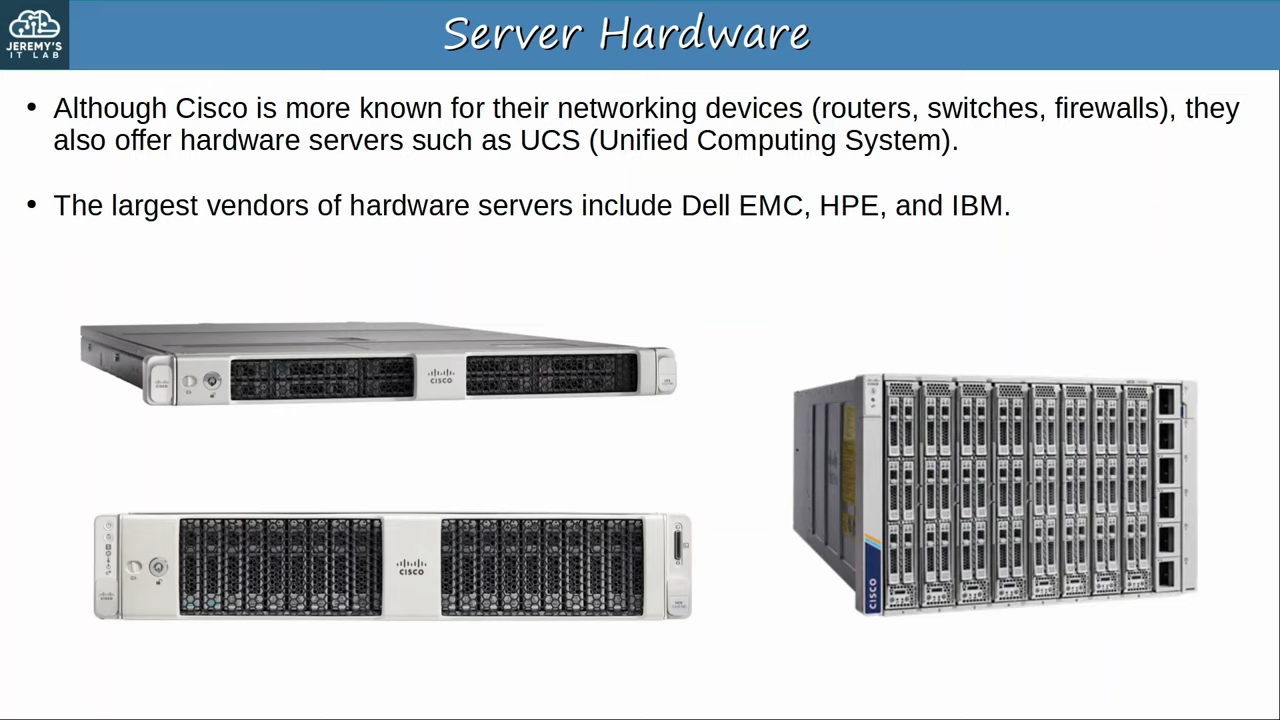 JEREMY'S
IT LAB
Server Hardware
• Although Cisco is more known for their networking devices (routers, switches, firewalls), they
also offer hardware servers such as UCS (Unified Computing System).
• The largest vendors of hardware servers include Dell EMC, HPE, and IBM.
CISCO
CISCO
CISCO